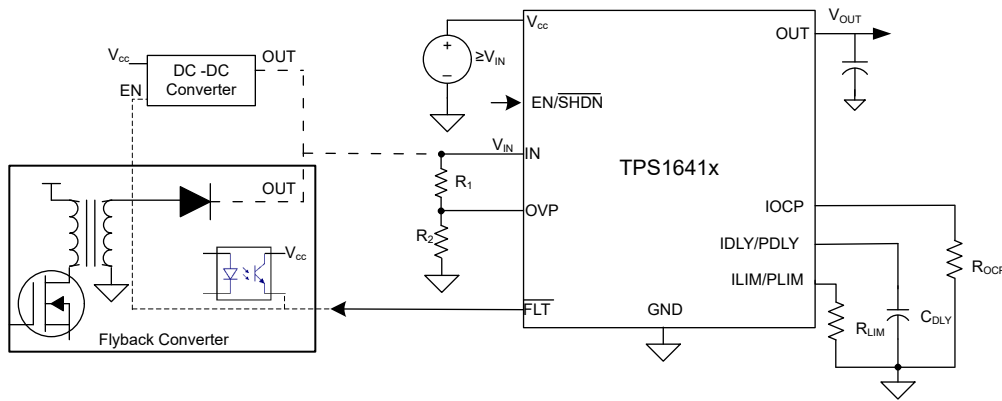 Vcc
DC -DC
Converter
OUT
EN
OUT
Vcc
Flyback Converter
≥VIN
VIN
R1
R2
Vcc
EN/SHDN
IN
OVP
FLT
TPS1641x
GND
OUT
IOCP
IDLY/PDLY
ILIM/PLIM
VOUT
ROCP
RLIM
CDLY